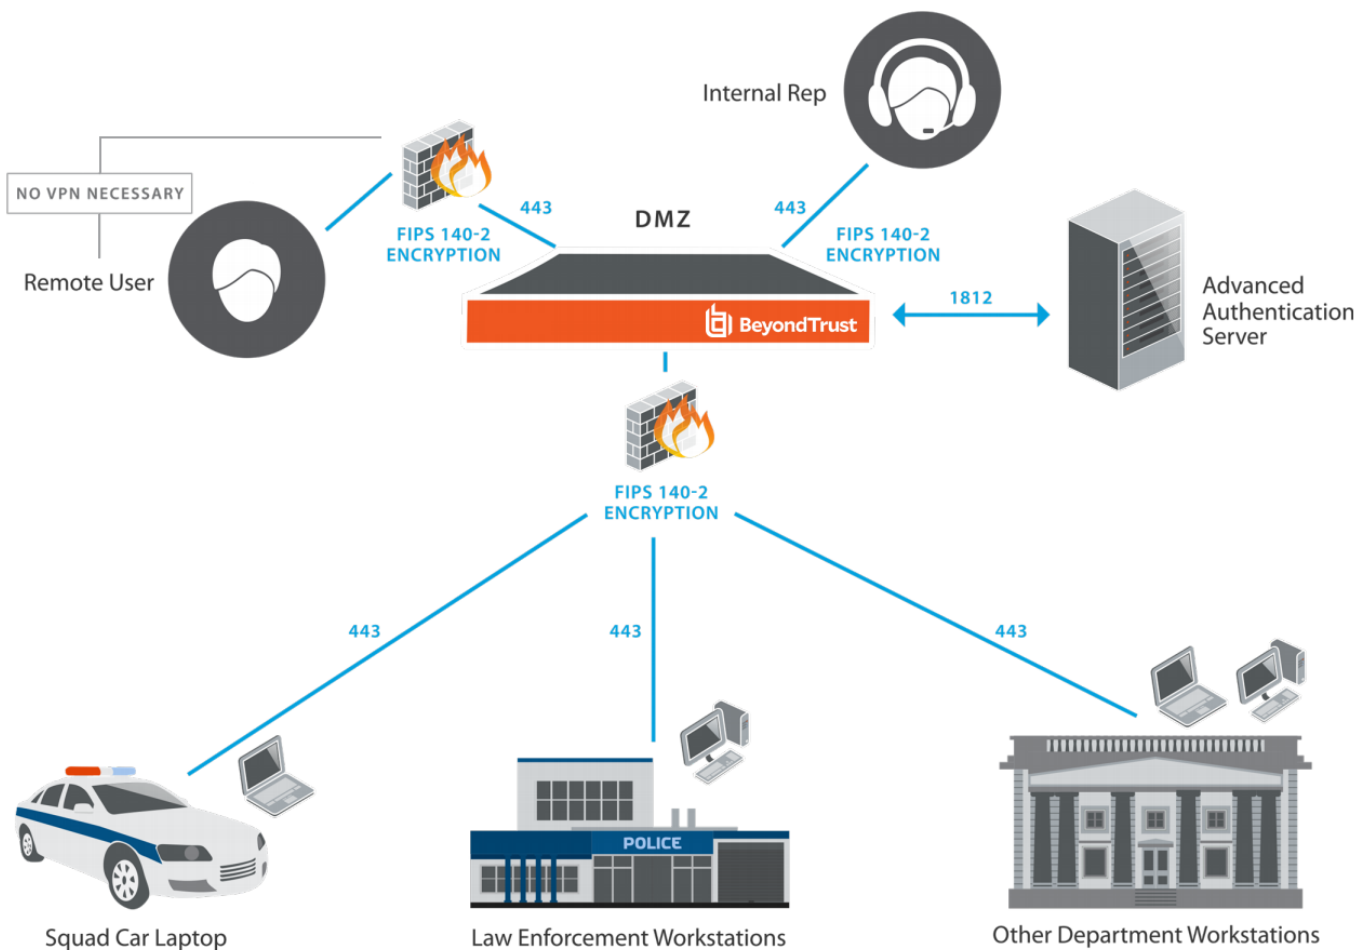 Internal Rep
NO VPN NECESSARY
Remote User
443
FIPS 140-2
ENCRYPTION
DMZ
443
FIPS 140-2
ENCRYPTION
BeyondTrust
1812
Advanced
Authentication
Server
FIPS 140-2
ENCRYPTION
443
443
443
POLICE
Squad Car Laptop
Law Enforcement Workstations
Other Department Workstations